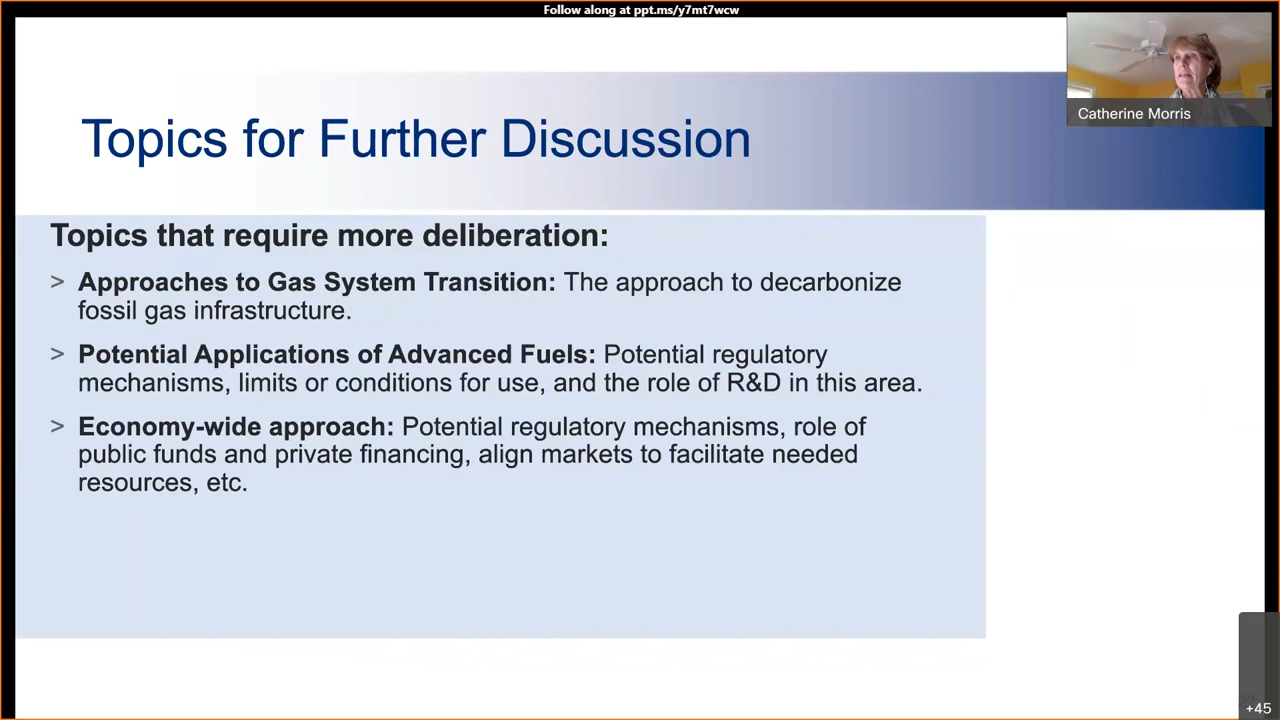 Follow along at ppt.ms/y7mt7wcw
Catherine Morris
Topics for Further Discussion
Topics that require more deliberation:
> Approaches to Gas System Transition: The approach to decarbonize
fossil gas infrastructure.
> Potential Applications of Advanced Fuels: Potential regulatory
mechanisms, limits or conditions for use, and the role of R&D in this area.
> Economy-wide approach: Potential regulatory mechanisms, role of
public funds and private financing, align markets to facilitate needed
resources, etc.
+45